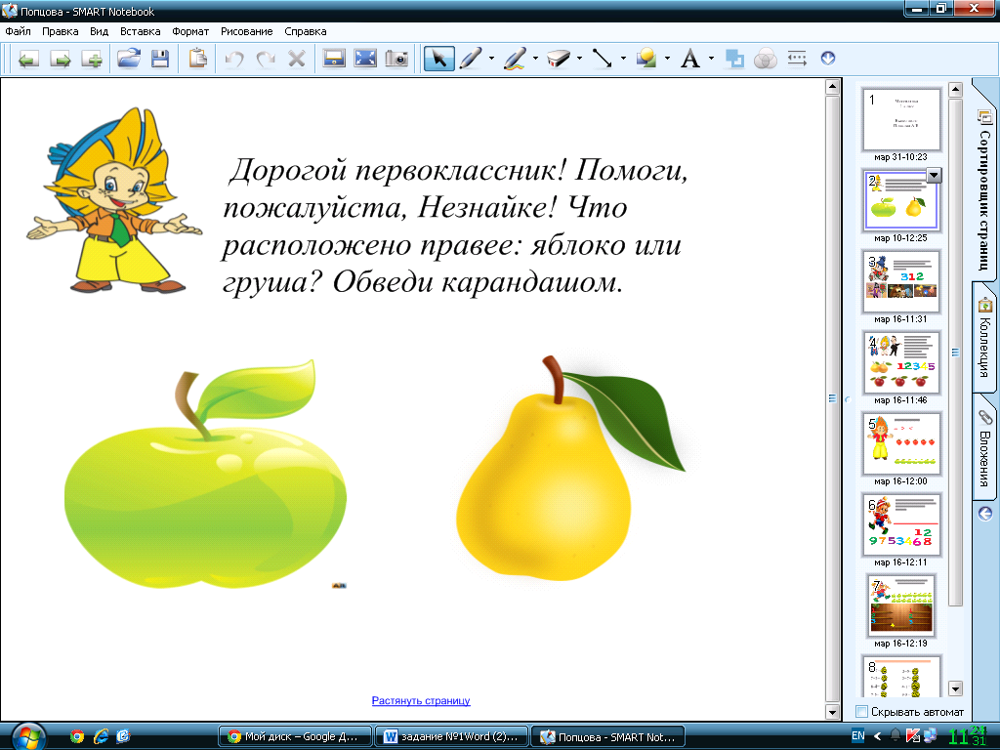 Попцова - SMART Notebook
Файл Правка Вид Вставка Формат Рисование Справка
Дорогой первоклассник! Помоги,
пожалуйста, Незнайке! Что
расположено правее: яблоко или
груша? Обведи карандашом.
Растянуть страницу
1
мар 31-10:23
2
мар 10-12:25
3
312
мар 16-11:31
4
12345
мар 16-11:46
5
мар 16-12:00
6
12
9753468
мар 16-12:11
7
мар 16-12:19
8
Скрывать автомат
Сортировщик страниц
Коллекция
Вложения
Мой диск – Google Д...
задание №1Word (2)...
Попцова - SMART Not...
EN